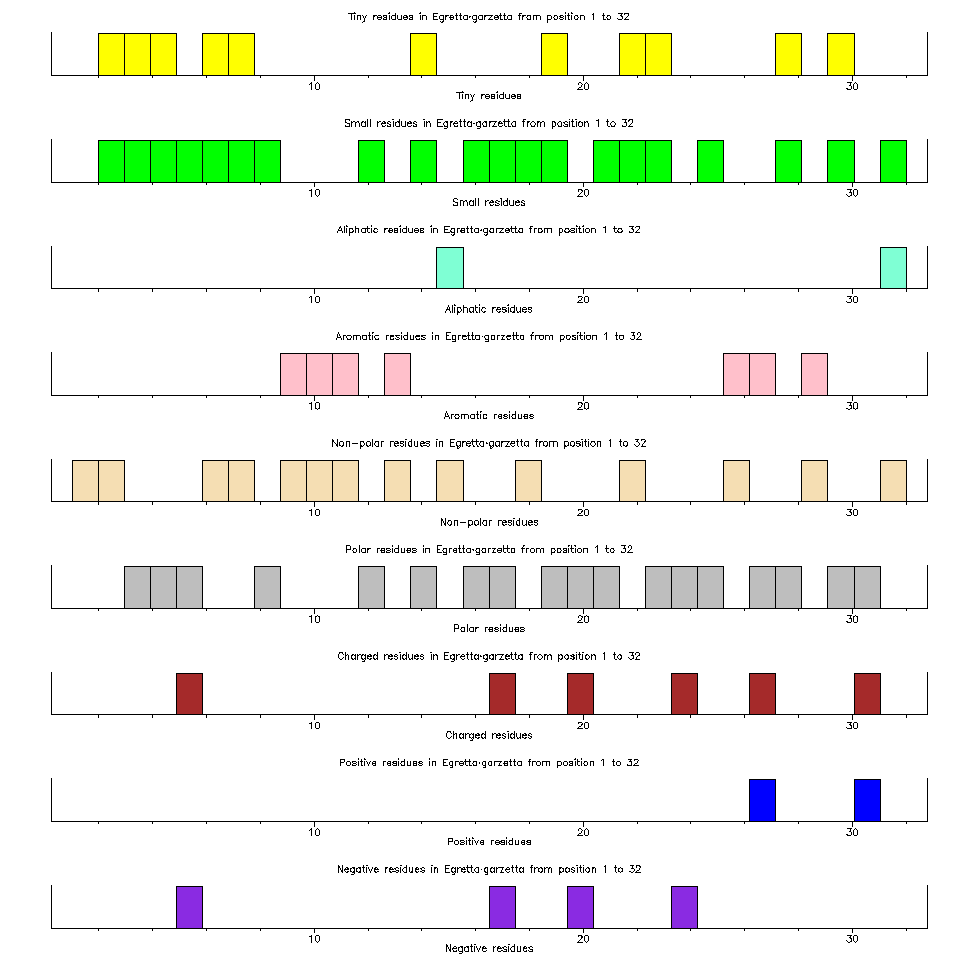 Tiny residues in Egretta-garzetta from position 1 to 32
10 20 30
Tiny residues
Small residues in Egretta-garzetta from position 1 to 32
10 20 30
Small residues
Aliphatic residues in Egretta-garzetta from position 1 to 32
10 20 30
Aliphatic residues
Aromatic residues in Egretta-garzetta from position 1 to 32
10 20 30
Aromatic residues
Non-polar residues in Egretta-garzetta from position 1 to 32
10 20 30
Non-polar residues
Polar residues in Egretta-garzetta from position 1 to 32
10 20 30
Polar residues
Charged residues in Egretta-garzetta from position 1 to 32
10 20 30
Charged residues
Positive residues in Egretta-garzetta from position 1 to 32
10 20 30
Positive residues
Negative residues in Egretta-garzetta from position 1 to 32
10 20 30
Negative residues